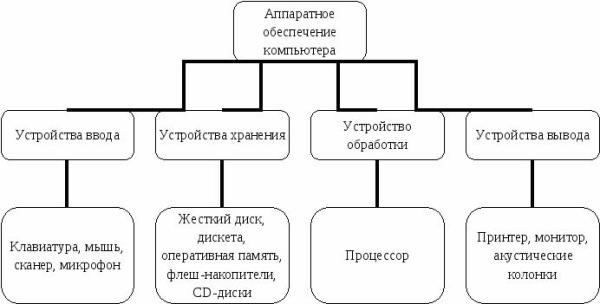 Аппаратное
обеспечение
компьютера
Устройства ввода
Устройства хранения
Устройство
обработки
Устройства вывода
Клавиатура, мышь,
сканер, микрофон
Жесткий диск,
дискета,
оперативная память,
флеш-накопители,
CD-диски
Процессор
Принтер, монитор,
акустические
колонки